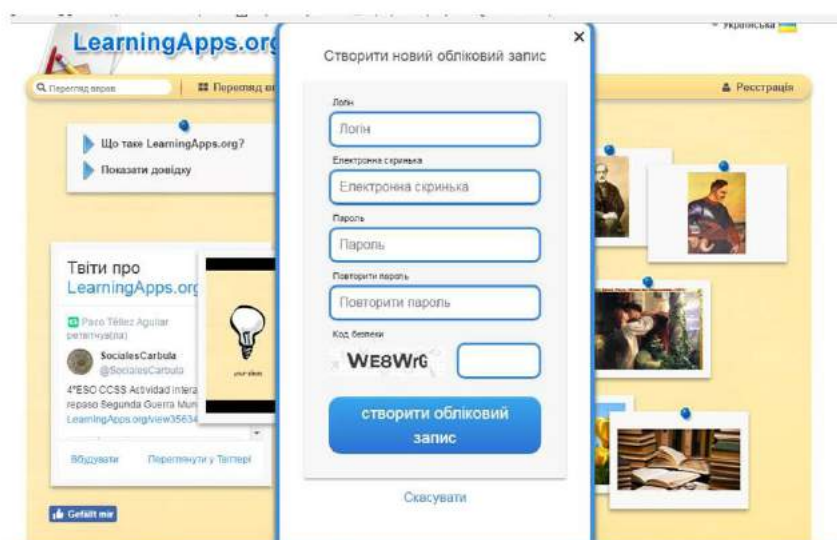 LearningApps.org
Українська
Перегляд вправ
Перегляд
Реєстрація
Що таке LearningApps.org?
Показати довідку
Твіти про
LearningApps.org
Paco Téllez Aguilar
ретвітнув(ла)
SocialesCarbula
@SocialesCarbula
4°ESO CCSS Actividad intera
repaso Segunda Guerra Mun
LearningApps.org/view3563
Вбудувати Переглянути у Твіттері
Gefällt mir
Створити новий обліковий запис
×
Логін
Логін
Електронна скринька
Електронна скринька
Пароль
Пароль
Повторити пароль
Повторити пароль
Код безпеки
WE8WrG
створити обліковий
запис
Скасувати